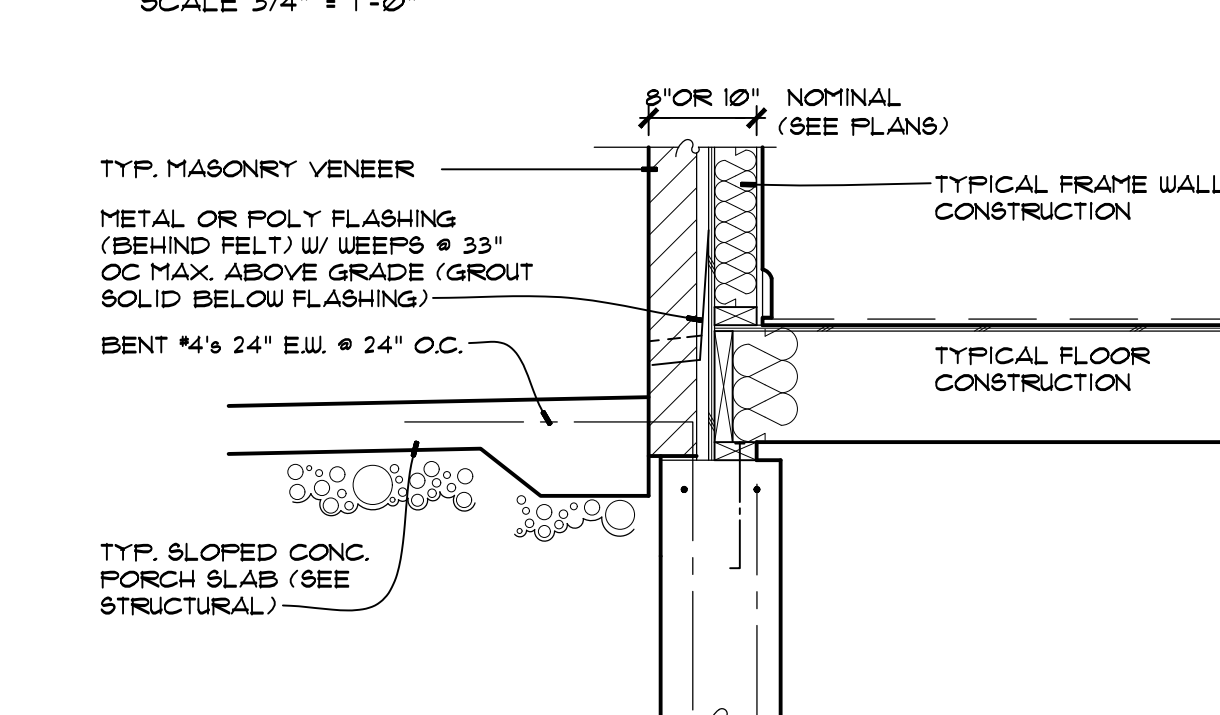 SCALE 3/4" = 1'-0"
8"OR 10" NOMINAL
(SEE PLANS)
TYP. MASONRY VENEER
TYPICAL FRAME WALL
CONSTRUCTION
METAL OR POLY FLASHING
(BEHIND FELT) W/ WEEPS @ 33"
OC MAX. ABOVE GRADE (GROUT
SOLID BELOW FLASHING)
BENT #4's 24" E.W. @ 24" O.C.
TYPICAL FLOOR
CONSTRUCTION
TYP. SLOPED CONC.
PORCH SLAB (SEE
STRUCTURAL)